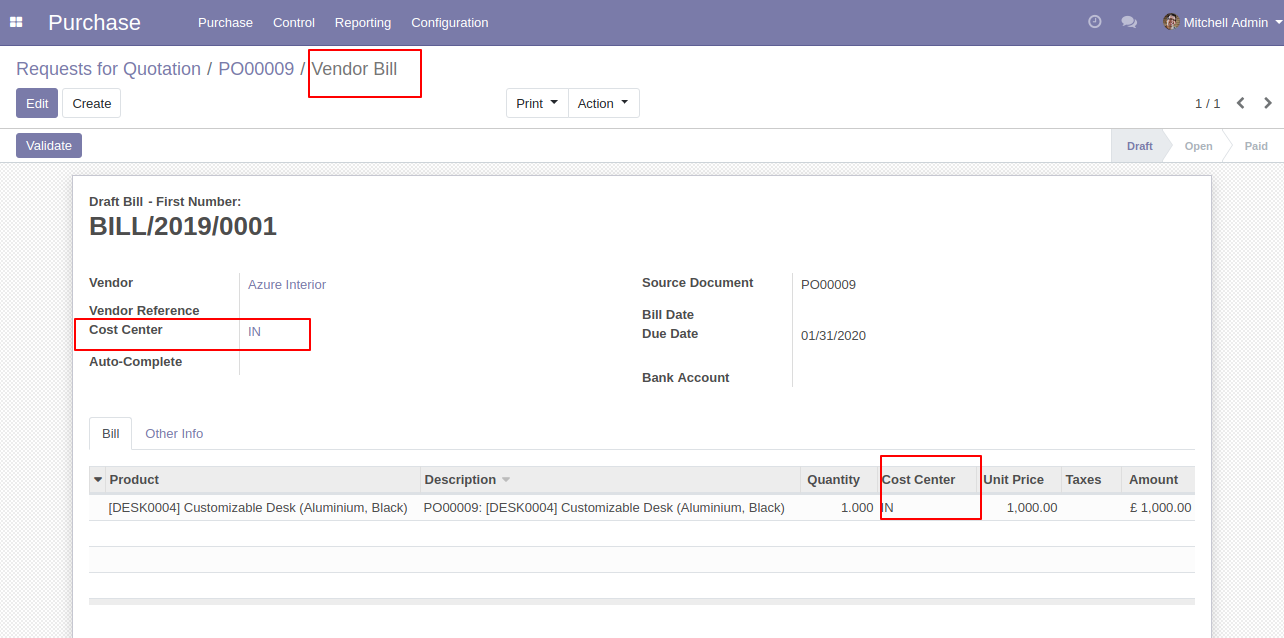 Purchase Purchase Control Reporting Configuration Mitchell Admin
Requests for Quotation / PO00009 / Vendor Bill
Edit Create Print Action 1 / 1
Validate Draft Open Paid
Draft Bill - First Number:
BILL/2019/0001
Vendor Azure Interior
Vendor Reference
Cost Center IN
Auto-Complete
Source Document PO00009
Bill Date
Due Date 01/31/2020
Bank Account
Bill Other Info
Product Description Quantity Cost Center Unit Price Taxes Amount
[DESK0004] Customizable Desk (Aluminium, Black) PO00009: [DESK0004] Customizable Desk (Aluminium, Black) 1.000 IN 1,000.00 £ 1,000.00